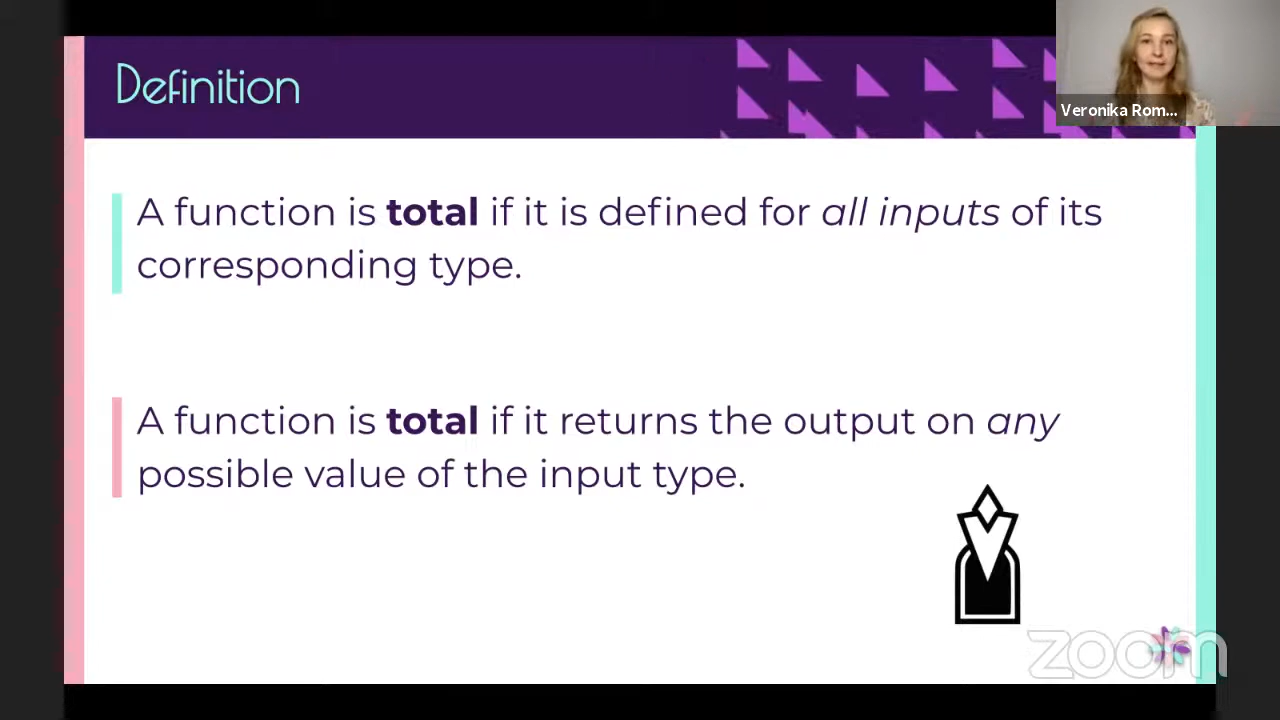 Definition
Veronika Rom...
A function is total if it is defined for all inputs of its
corresponding type.
A function is total if it returns the output on any
possible value of the input type.
zoom